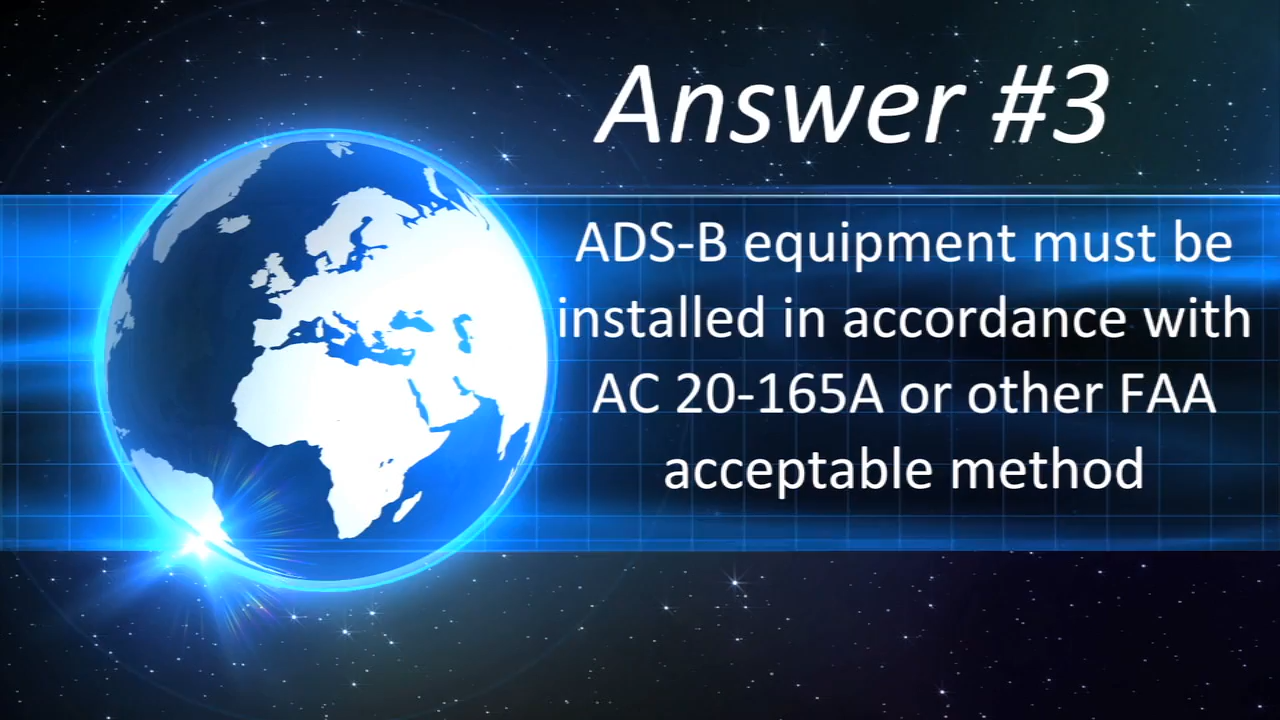 Answer #3
ADS-B equipment must be
installed in accordance with
AC 20-165A or other FAA
acceptable method